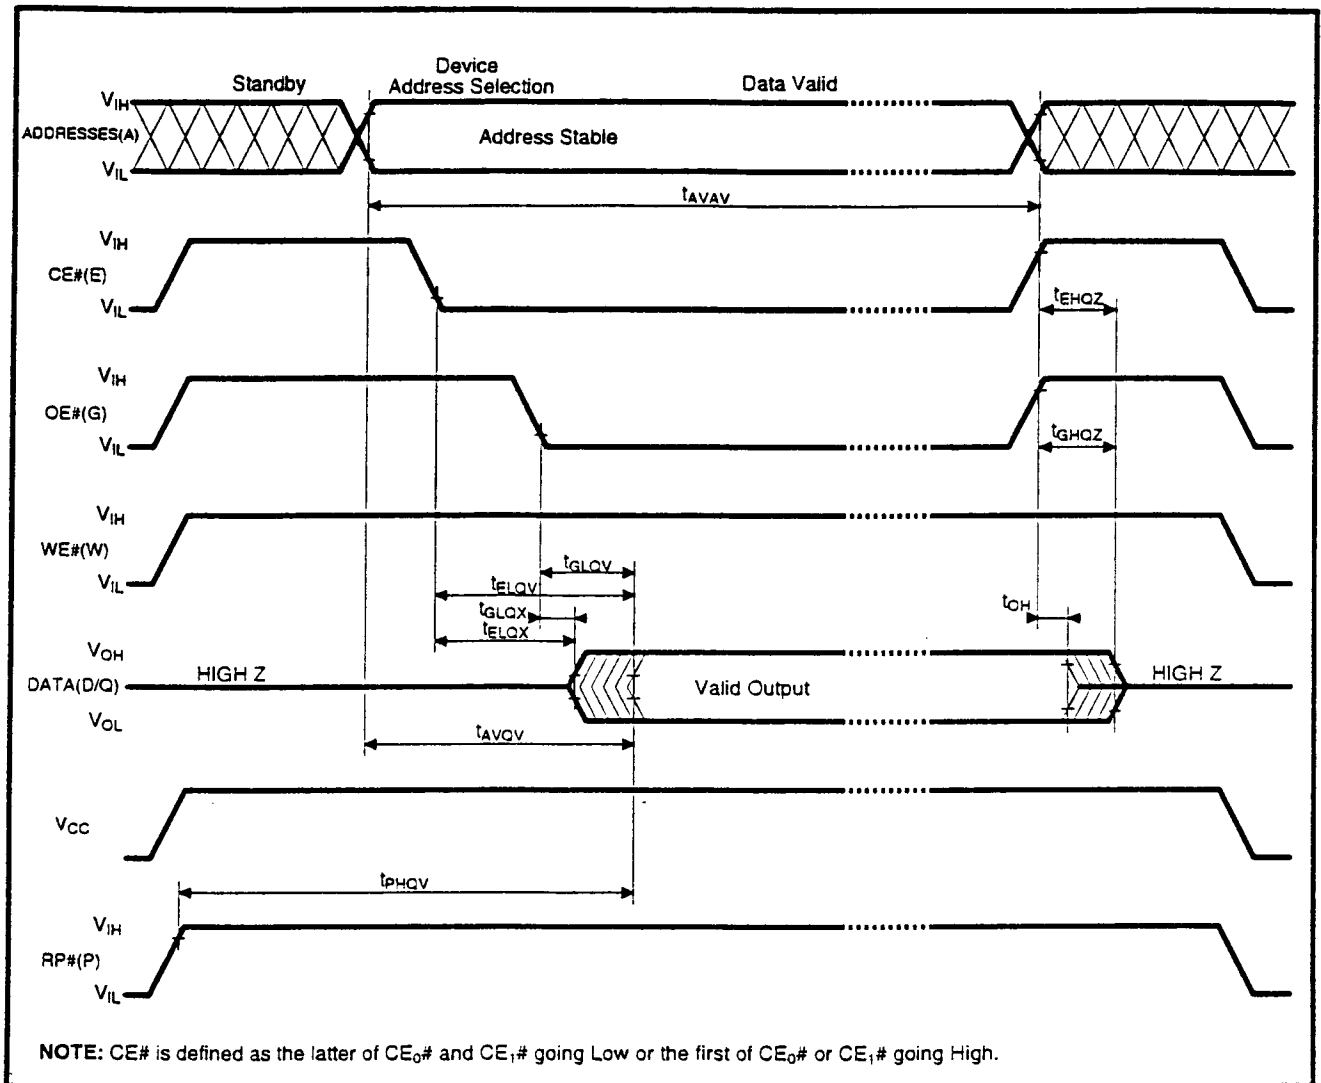 Device
Standby Address Selection Data Valid
VIH
ADDRESSES(A) Address Stable
VIL
tAVAV
VIH
CE#(E)
VIL
tEHQZ
VIH
OE#(G)
VIL
tGHQZ
VIH
WE#(W)
VIL
tGLQV
tELQV
tGLQX
tOH
tELQX
VOH
HIGH Z HIGH Z
DATA(D/Q) Valid Output
VOL
tAVQV
VCC
tPHQV
VIH
RP#(P)
VIL
NOTE: CE# is defined as the latter of CE0# and CE1# going Low or the first of CE0# or CE1# going High.